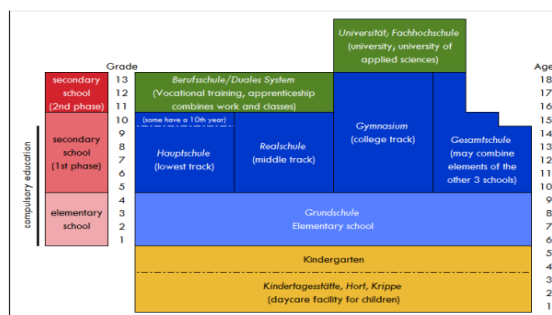 Universität, Fachhochschule
(university, university of
applied sciences)
Grade
Age
secondary
school
(2nd phase)
13
12
11
Berufsschule/Duales System
(Vocational training, apprenticeship
combines work and classes)
18
17
16
compulsory education
secondary
school
(1st phase)
10
9
8
7
6
5
(some have a 10th year)
Hauptschule
(lowest track)
Realschule
(middle track)
Gymnasium
(college track)
Gesamtschule
(may combine
elements of the
other 3 schools)
15
14
13
12
11
10
elementary
school
4
3
2
1
Grundschule
Elementary school
9
8
7
6
Kindergarten
5
4
Kindertagesstätte, Hort, Krippe
(daycare facility for children)
3
2
1